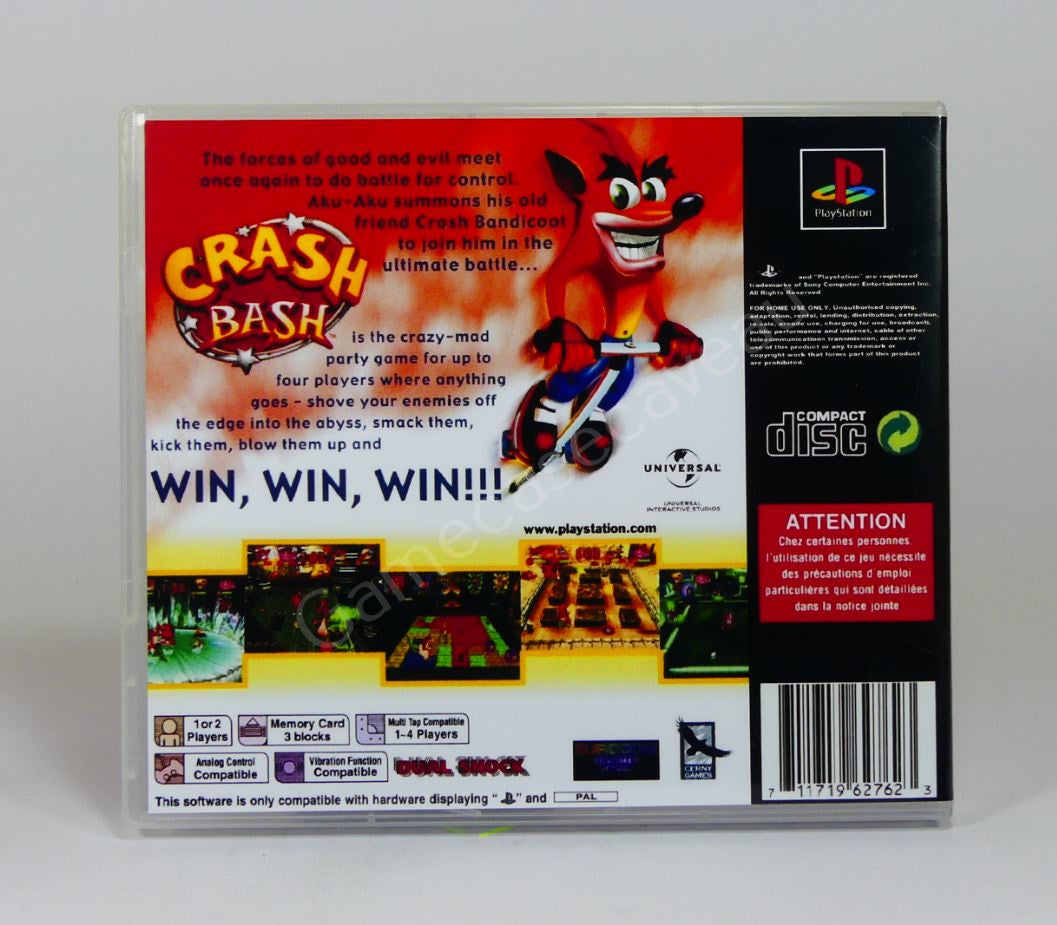 The forces of good and evil meet
once again to do battle for control.
Aku-Aku summons his old
friend Crash Bandicoot
to join him in the
ultimate battle...
CRASH
BASH
is the crazy-mad
party game for up to
four players where anything
goes - shove your enemies off
the edge into the abyss, smack them,
kick them, blow them up and
WIN, WIN, WIN!!!
UNIVERSAL
UNIVERSAL
INTERACTIVE STUDIOS
www.playstation.com
1 or 2
Players
Memory Card
3 blocks
Multi Tap Compatible
1-4 Players
Analog Control
Compatible
Vibration Function
Compatible
DUAL SHOCK
EUROCOM
CERNY
GAMES
This software is only compatible with hardware displaying " " and PAL
PlayStation
and "Playstation" are registered
trademarks of Sony Computer Entertainment Inc.
All Rights Reserved
FOR HOME USE ONLY. Unauthorised copying,
adaptation, rental, lending, distribution, extraction,
re-sale, arcade use, charging for use, broadcast,
public performance and internet, cable of other
telecommunications transmission, access or
use of this product or any trademark or
copyright work that forms part of this product
are prohibited.
COMPACT
disc
ATTENTION
Chez certaines personnes,
l'utilisation de ce jeu nécessite
des précautions d'emploi
particulières qui sont détaillées
dans la notice jointe
7 11719 62762 3
Gamecasecave.eu